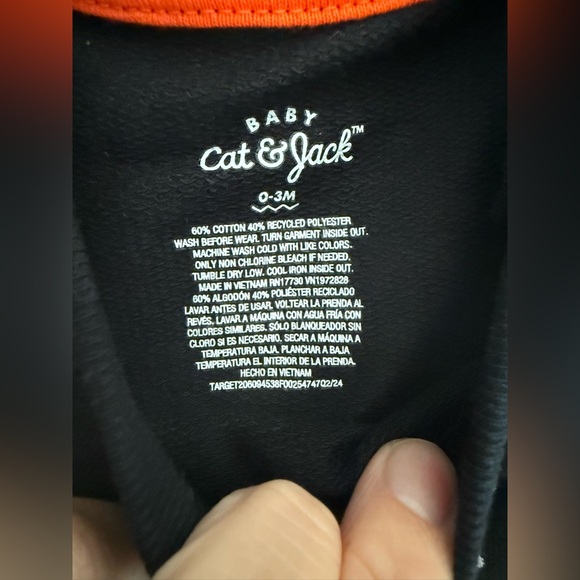 BABY
Cat & Jack™
0-3M
60% COTTON 40% RECYCLED POLYESTER
WASH BEFORE WEAR. TURN GARMENT INSIDE OUT.
MACHINE WASH COLD WITH LIKE COLORS.
ONLY NON CHLORINE BLEACH IF NEEDED.
TUMBLE DRY LOW. COOL IRON INSIDE OUT.
MADE IN VIETNAM RN17730 VN1972828
60% ALGODÓN 40% POLIÉSTER RECICLADO
LAVAR ANTES DE USAR. VOLTEAR LA PRENDA AL
REVÉS. LAVAR A MÁQUINA CON AGUA FRÍA CON
COLORES SIMILARES. SÓLO BLANQUEADOR SIN
CLORO SI ES NECESARIO. SECAR A MÁQUINA A
TEMPERATURA BAJA. PLANCHAR A BAJA
TEMPERATURA EL INTERIOR DE LA PRENDA.
HECHO EN VIETNAM
TARGET206094538F00254747Q2/24